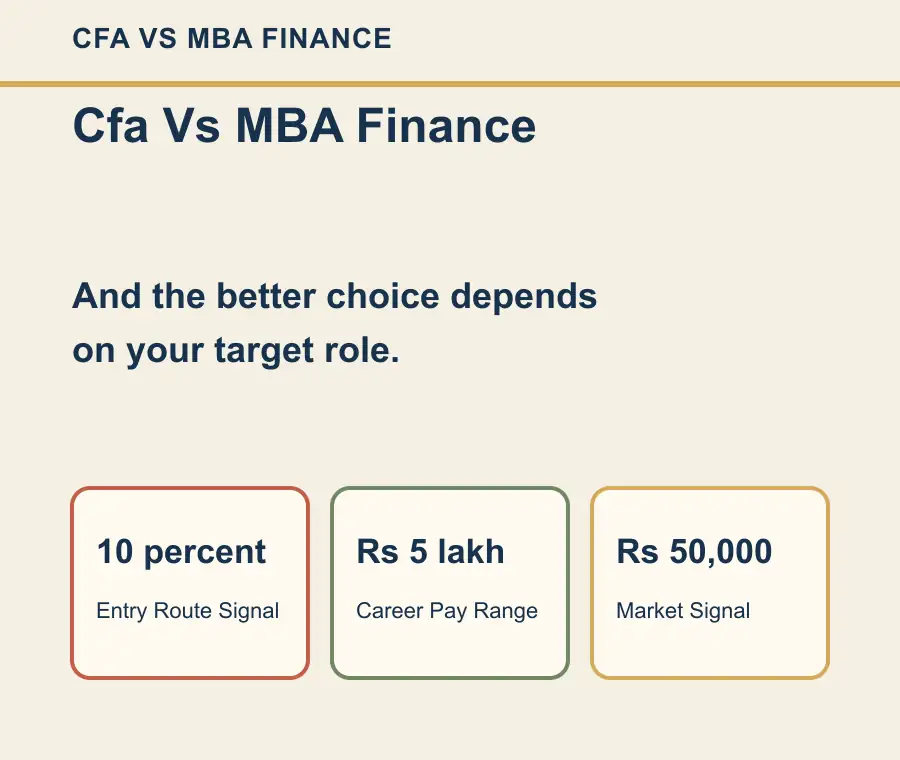 CFA VS MBA FINANCE
Cfa Vs MBA Finance
And the better choice depends
on your target role.
10 percent
Entry Route Signal
Rs 5 lakh
Career Pay Range
Rs 50,000
Market Signal